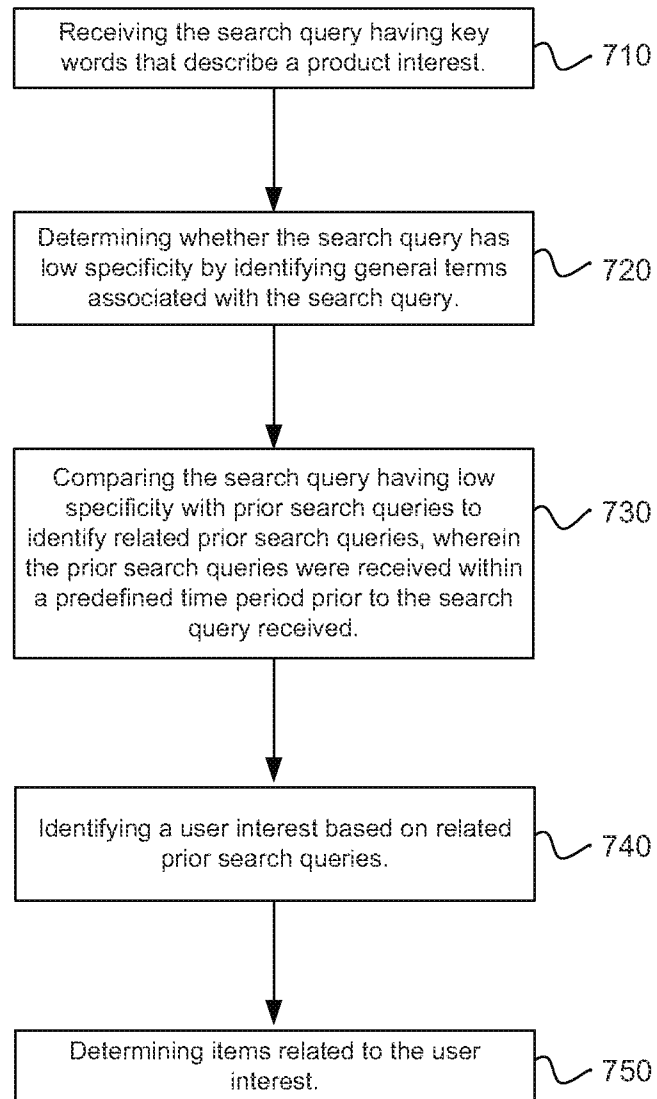 Receiving the search query having key
words that describe a product interest.
710
Determining whether the search query has
low specificity by identifying general terms
associated with the search query.
720
Comparing the search query having low
specificity with prior search queries to
identify related prior search queries, wherein
the prior search queries were received within
a predefined time period prior to the search
query received.
730
Identifying a user interest based on related
prior search queries.
740
Determining items related to the user
interest.
750